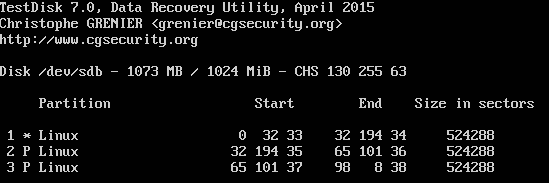 TestDisk 7.0, Data Recovery Utility, April 2015
Christophe GRENIER <grenier@cgsecurity.org>
http://www.cgsecurity.org
Disk /dev/sdb - 1073 MB / 1024 MiB - CHS 130 255 63
Partition Start End Size in sectors
1 * Linux 0 32 33 32 194 34 524288
2 P Linux 32 194 35 65 101 36 524288
3 P Linux 65 101 37 98 8 38 524288